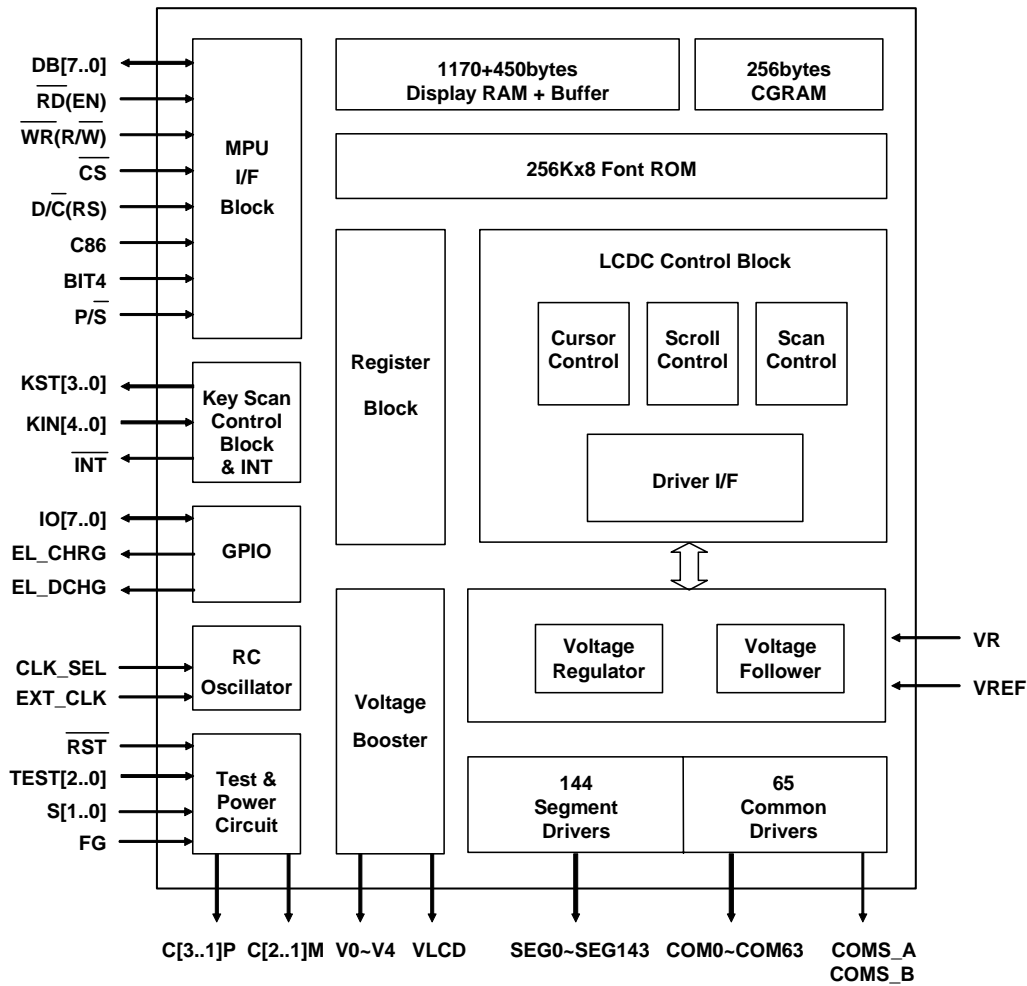 DB[7..0]
RD(EN)
WR(R/W)
CS
D/C(RS)
C86
BIT4
P/S
MPU
I/F
Block
1170+450bytes
Display RAM + Buffer
256bytes
CGRAM
256Kx8 Font ROM
Register
Block
LCDC Control Block
Cursor
Control
Scroll
Control
Scan
Control
Driver I/F
KST[3..0]
KIN[4..0]
INT
Key Scan
Control
Block
& INT
IO[7..0]
EL_CHRG
EL_DCHG
GPIO
CLK_SEL
EXT_CLK
RC
Oscillator
Voltage
Booster
Voltage
Regulator
Voltage
Follower
VR
VREF
RST
TEST[2..0]
S[1..0]
FG
Test &
Power
Circuit
144
Segment
Drivers
65
Common
Drivers
C[3..1]P
C[2..1]M
V0~V4
VLCD
SEG0~SEG143
COM0~COM63
COMS_A
COMS_B